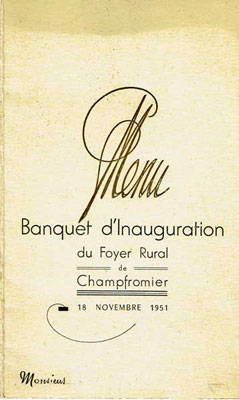 Menu
Banquet d'Inauguration
du Foyer Rural
de
Champfromier
18 NOVEMBRE 1951
Monsieur